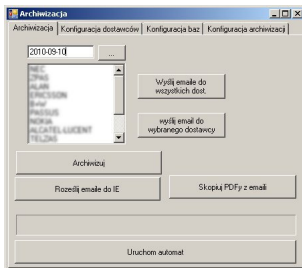 Archiwizacja
Archiwizacja Konfiguracja dostawców Konfiguracja baz Konfiguracja archiwizacji
2010-09-10 ...
NEC
ZPAS
ALAN
ERICSSON
PASSUS
NOKIA
ALCATEL-LUCENT
TELZAS
Wyślij emaile do
wszystkich dost.
wyślij email do
wybranego dostawcy
Archiwizuj
Roześlij emaile do IE
Skopiuj PDFy z emaili
Uruchom automat